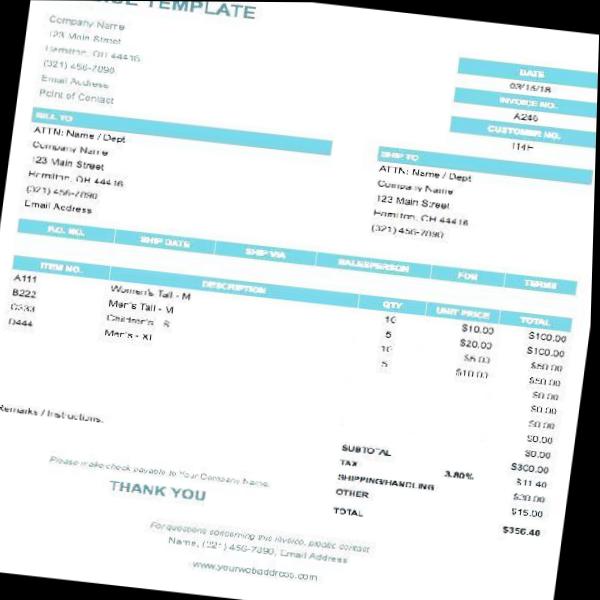 TEMPLATE
Company Name
123 Main Street
Hamilton, OH 44416
(321) 456-7890
Email Address
Point of Contact
DATE
03/15/18
INVOICE NO.
A246
CUSTOMER NO.
BILL TO
ATTN: Name / Dept
Company Name
123 Main Street
Hamilton, OH 44416
(321) 456-7890
Email Address
SHIP TO
ATTN: Name / Dept
Company Name
123 Main Street
Hamilton, OH 44416
(321) 456-7890
P.O. NO. SHIP DATE SHIP VIA SALESPERSON FOB TERMS
ITEM NO. DESCRIPTION QTY UNIT PRICE TOTAL
A111 Women's Tall - M 10 $10.00 $100.00
B222 Men's Tall - M 5 $20.00 $100.00
C333 Children's - S 10 $5.00 $50.00
D444 Men's - XL 5 $10.00 $50.00
$0.00
$0.00
$0.00
$0.00
$0.00
Remarks / Instructions:
SUBTOTAL $300.00
TAX 3.80% $11.40
SHIPPING/HANDLING $30.00
OTHER $15.00
TOTAL $356.40
Please make check payable to Your Company Name.
THANK YOU
For questions concerning this invoice, please contact
Name, (321) 456-7890, Email Address
www.yourwebaddress.com